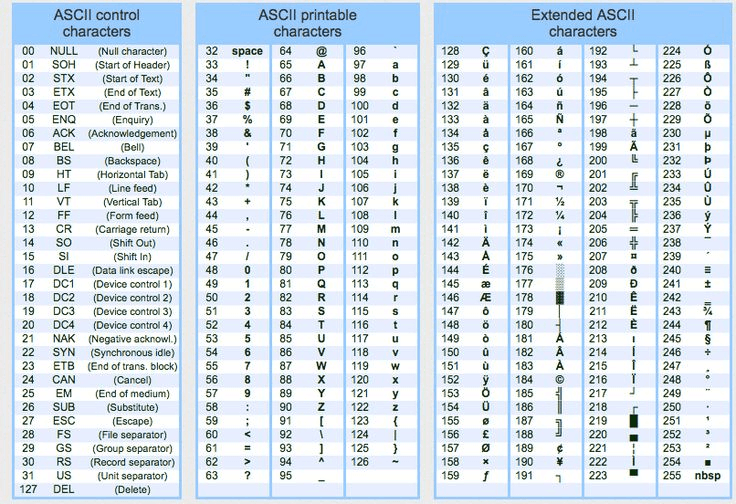 ASCII control
characters
00 NULL (Null character)
01 SOH (Start of Header)
02 STX (Start of Text)
03 ETX (End of Text)
04 EOT (End of Trans.)
05 ENQ (Enquiry)
06 ACK (Acknowledgement)
07 BEL (Bell)
08 BS (Backspace)
09 HT (Horizontal Tab)
10 LF (Line feed)
11 VT (Vertical Tab)
12 FF (Form feed)
13 CR (Carriage return)
14 SO (Shift Out)
15 SI (Shift In)
16 DLE (Data link escape)
17 DC1 (Device control 1)
18 DC2 (Device control 2)
19 DC3 (Device control 3)
20 DC4 (Device control 4)
21 NAK (Negative acknowl.)
22 SYN (Synchronous idle)
23 ETB (End of trans. block)
24 CAN (Cancel)
25 EM (End of medium)
26 SUB (Substitute)
27 ESC (Escape)
28 FS (File separator)
29 GS (Group separator)
30 RS (Record separator)
31 US (Unit separator)
127 DEL (Delete)
ASCII printable
characters
32 space 64 @ 96 `
33 ! 65 A 97 a
34 " 66 B 98 b
35 # 67 C 99 c
36 $ 68 D 100 d
37 % 69 E 101 e
38 & 70 F 102 f
39 ' 71 G 103 g
40 ( 72 H 104 h
41 ) 73 I 105 i
42 * 74 J 106 j
43 + 75 K 107 k
44 , 76 L 108 l
45 - 77 M 109 m
46 . 78 N 110 n
47 / 79 O 111 o
48 0 80 P 112 p
49 1 81 Q 113 q
50 2 82 R 114 r
51 3 83 S 115 s
52 4 84 T 116 t
53 5 85 U 117 u
54 6 86 V 118 v
55 7 87 W 119 w
56 8 88 X 120 x
57 9 89 Y 121 y
58 : 90 Z 122 z
59 ; 91 [ 123 {
60 < 92 \ 124 |
61 = 93 ] 125 }
62 > 94 ^ 126 ~
63 ? 95 _
Extended ASCII
characters
128 Ç 160 á 192 └ 224 Ó
129 ü 161 í 193 ┴ 225 ß
130 é 162 ó 194 ┬ 226 Ô
131 â 163 ú 195 ├ 227 Ò
132 ä 164 ñ 196 ─ 228 õ
133 à 165 Ñ 197 ┼ 229 Õ
134 å 166 ª 198 ã 230 µ
135 ç 167 º 199 Ã 231 þ
136 ê 168 ¿ 200 ╚ 232 Þ
137 ë 169 ® 201 ╔ 233 Ú
138 è 170 ¬ 202 ╩ 234 Û
139 ï 171 ½ 203 ╦ 235 Ù
140 î 172 ¼ 204 ╠ 236 ý
141 ì 173 ¡ 205 ═ 237 Ý
142 Ä 174 « 206 ╬ 238 ¯
143 Å 175 » 207 ¤ 239 ´
144 É 176 ░ 208 ð 240 ≡
145 æ 177 ▒ 209 Ð 241 ±
146 Æ 178 ▓ 210 Ê 242 ‗
147 ô 179 │ 211 Ë 243 ¾
148 ö 180 ┤ 212 È 244 ¶
149 ò 181 Á 213 ı 245 §
150 û 182 Â 214 Í 246 ÷
151 ù 183 À 215 Î 247 ¸
152 ÿ 184 © 216 Ï 248 °
153 Ö 185 ╣ 217 ┘ 249 ¨
154 Ü 186 ║ 218 ┌ 250 ·
155 ø 187 ╗ 219 █ 251 ¹
156 £ 188 ╝ 220 ▄ 252 ³
157 Ø 189 ¢ 221 ¦ 253 ²
158 × 190 ¥ 222 Ì 254 ■
159 ƒ 191 ┐ 223 ▀ 255 nbsp